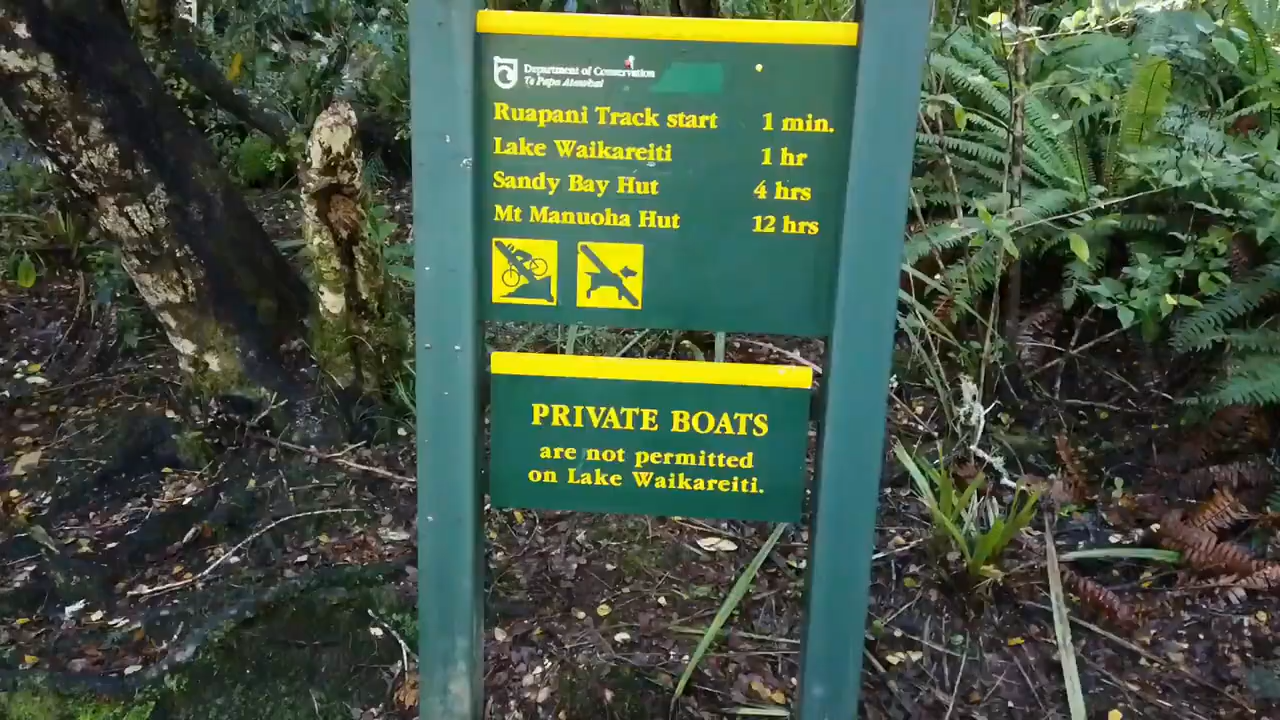 Department of Conservation
Te Papa Atawhai
Ruapani Track start 1 min.
Lake Waikareiti 1 hr
Sandy Bay Hut 4 hrs
Mt Manuoha Hut 12 hrs
PRIVATE BOATS
are not permitted
on Lake Waikareiti.